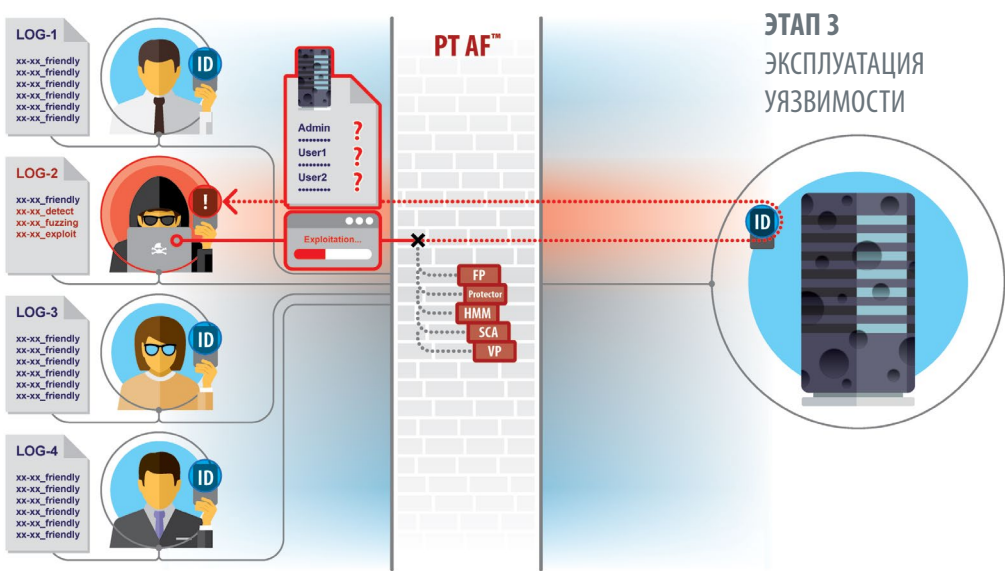 LOG-1
xx-xx_friendly
xx-xx_friendly
xx-xx_friendly
xx-xx_friendly
xx-xx_friendly
xx-xx_friendly
ID
LOG-2
xx-xx_friendly
xx-xx_detect
xx-xx_fuzzing
xx-xx_exploit
!
LOG-3
xx-xx_friendly
xx-xx_friendly
xx-xx_friendly
xx-xx_friendly
xx-xx_friendly
xx-xx_friendly
ID
LOG-4
xx-xx_friendly
xx-xx_friendly
xx-xx_friendly
xx-xx_friendly
xx-xx_friendly
xx-xx_friendly
ID
Admin ?
User1 ?
User2 ?
Exploitation...
PT AF™
FP
Protector
HMM
SCA
VP
ЭТАП 3
ЭКСПЛУАТАЦИЯ
УЯЗВИМОСТИ
ID